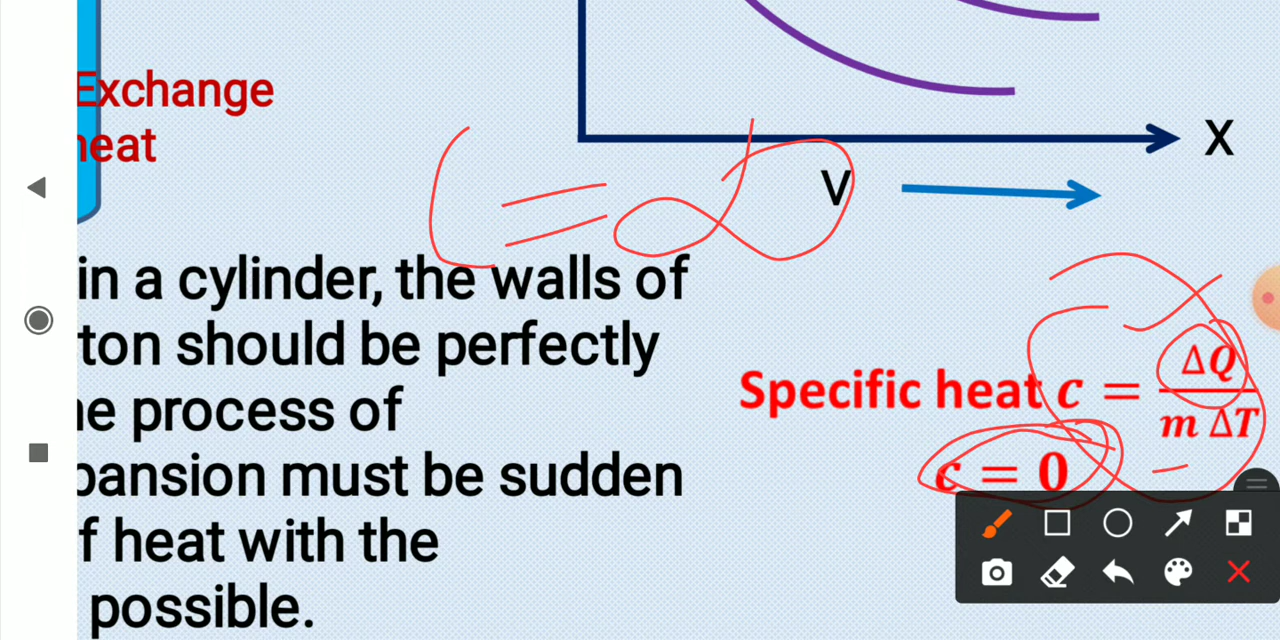 Exchange
heat
X
V
C = ∞
in a cylinder, the walls of
ton should be perfectly
he process of
pansion must be sudden
f heat with the
possible.
Specific heat c = ΔQ / m ΔT
c = 0